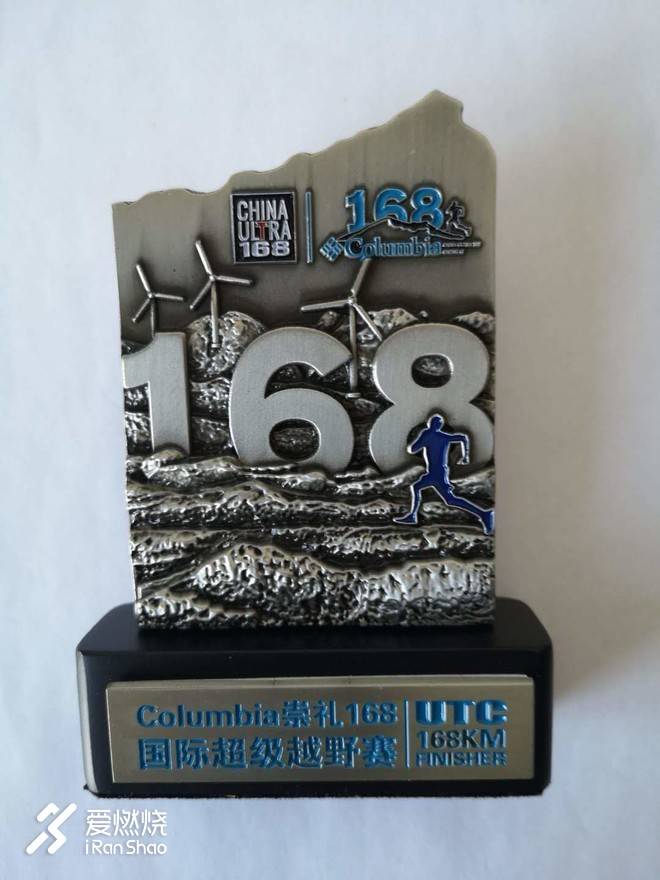 CHINA
ULTRA
168
168
Columbia
168
Columbia崇礼168
国际超级越野赛
UTC
168KM
FINISHER
爱燃烧
iRanShao